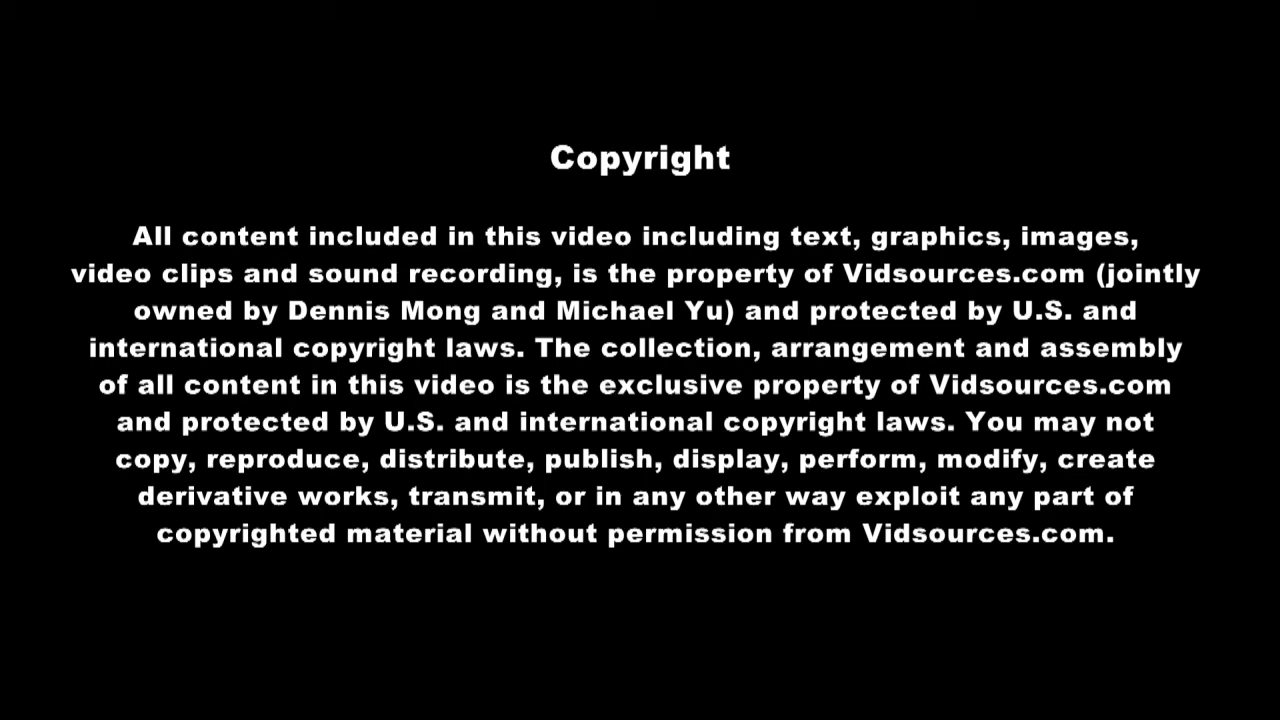 Copyright
All content included in this video including text, graphics, images,
video clips and sound recording, is the property of Vidsources.com (jointly
owned by Dennis Mong and Michael Yu) and protected by U.S. and
international copyright laws. The collection, arrangement and assembly
of all content in this video is the exclusive property of Vidsources.com
and protected by U.S. and international copyright laws. You may not
copy, reproduce, distribute, publish, display, perform, modify, create
derivative works, transmit, or in any other way exploit any part of
copyrighted material without permission from Vidsources.com.